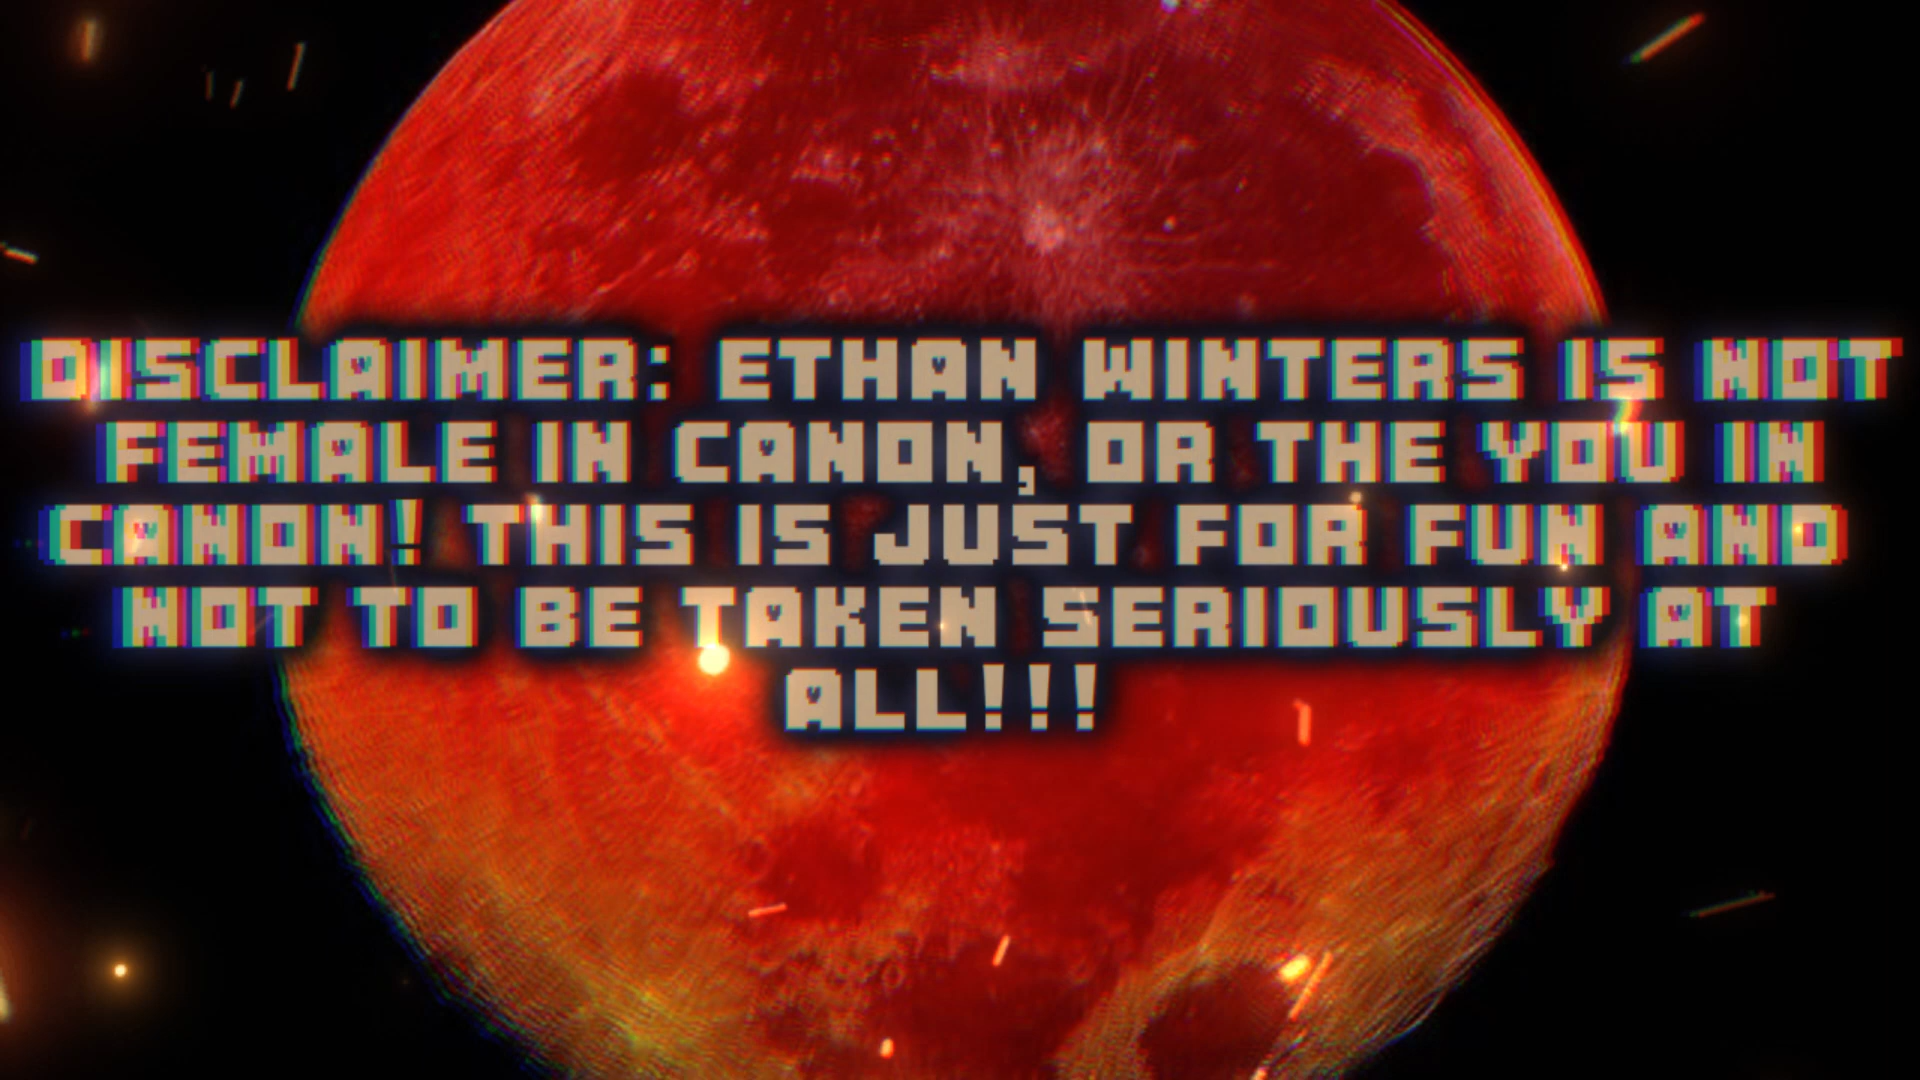 DISCLAIMER: ETHAN WINTERS IS NOT
FEMALE IN CANON, OR THE YOU IN
CANON! THIS IS JUST FOR FUN AND
NOT TO BE TAKEN SERIOUSLY AT
ALL!!!